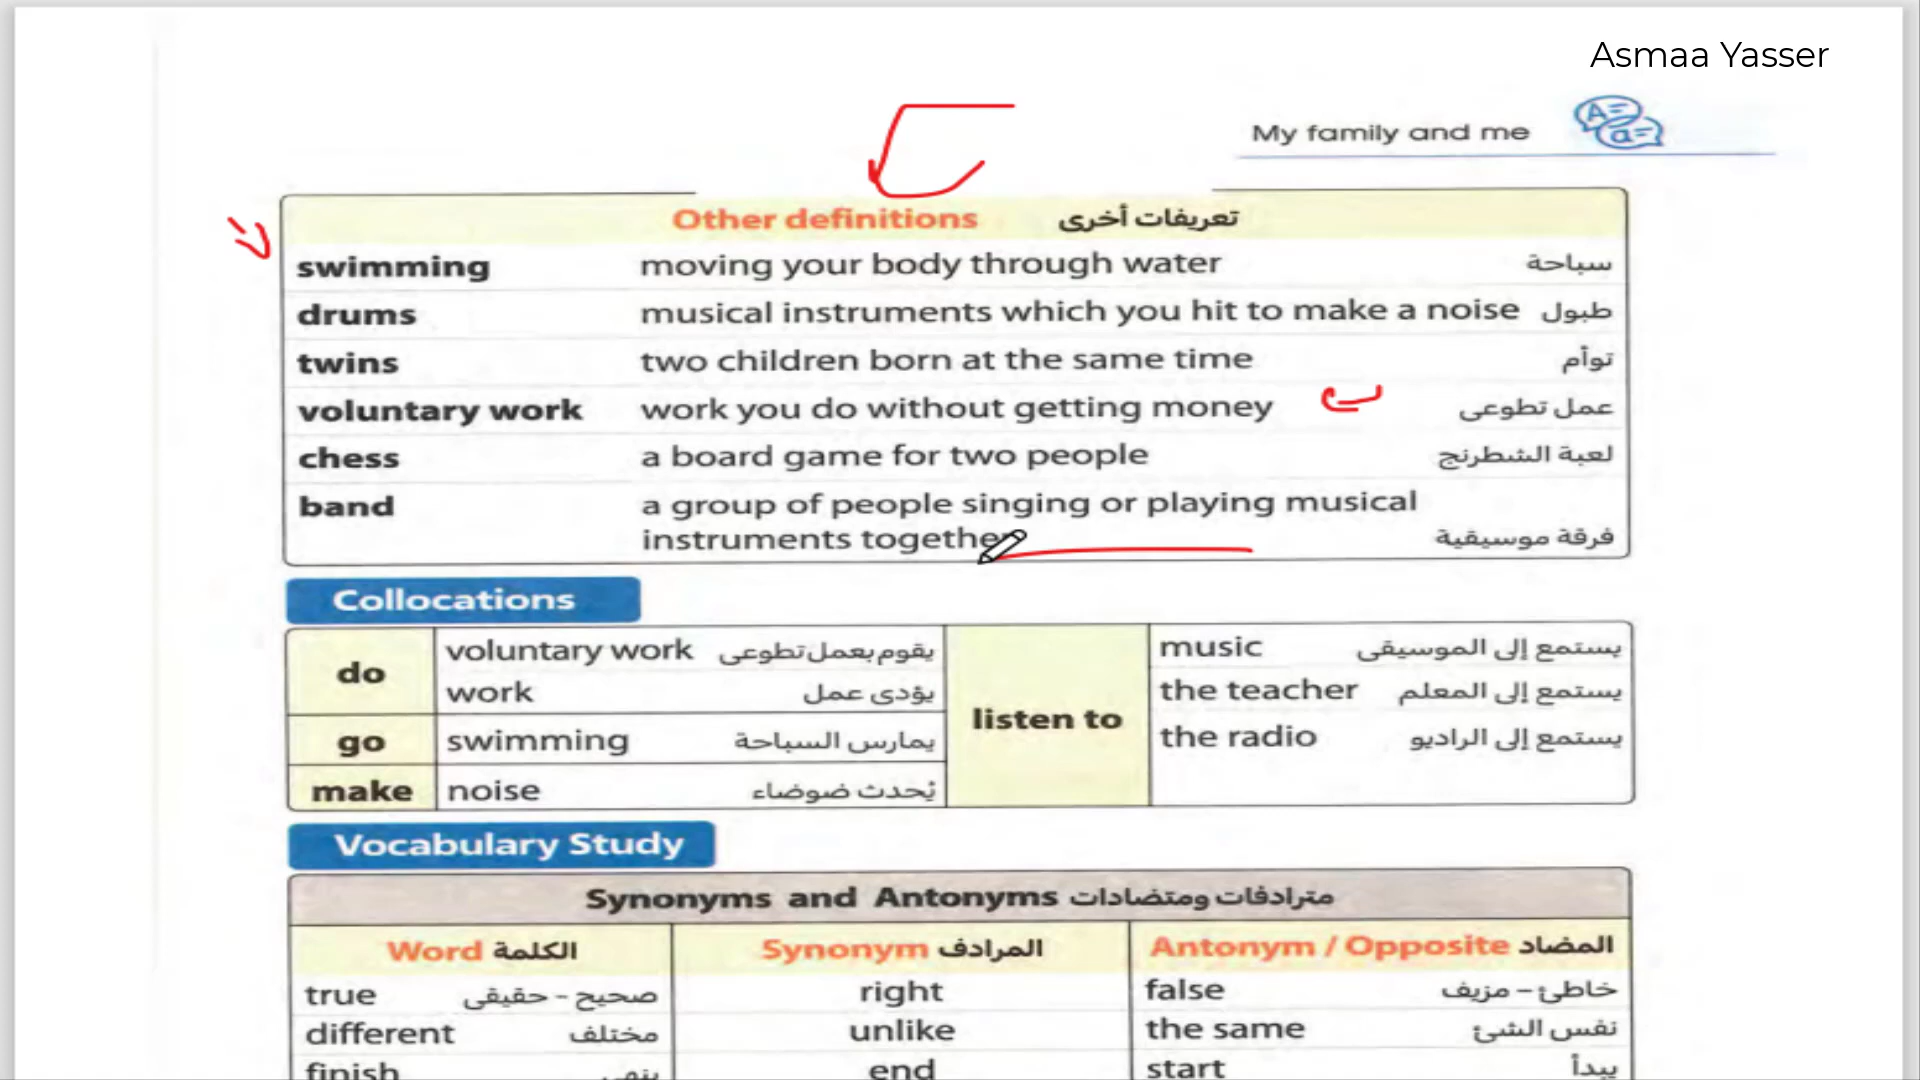 Asmaa Yasser
My family and me
Other definitions تعريفات أخرى
swimming moving your body through water سباحة
drums musical instruments which you hit to make a noise طبول
twins two children born at the same time توأم
voluntary work work you do without getting money عمل تطوعى
chess a board game for two people لعبة الشطرنج
band a group of people singing or playing musical
instruments together فرقة موسيقية
Collocations
do
voluntary work يقوم بعمل تطوعى
work يؤدى عمل
go swimming يمارس السباحة
make noise يُحدث ضوضاء
listen to
music يستمع إلى الموسيقى
the teacher يستمع إلى المعلم
the radio يستمع إلى الراديو
Vocabulary Study
Synonyms and Antonyms مترادفات ومتضادات
Word الكلمة Synonym المرادف Antonym / Opposite المضاد
true صحيح - حقيقى right false خاطئ - مزيف
different مختلف unlike the same نفس الشئ
finish ينهى end start يبدأ